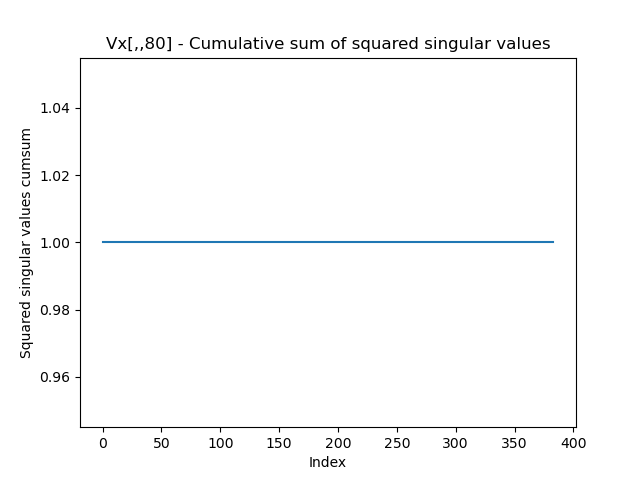 Vx[,,80] - Cumulative sum of squared singular values
1.04
1.02
1.00
0.98
0.96
Squared singular values cumsum
0 50 100 150 200 250 300 350 400
Index